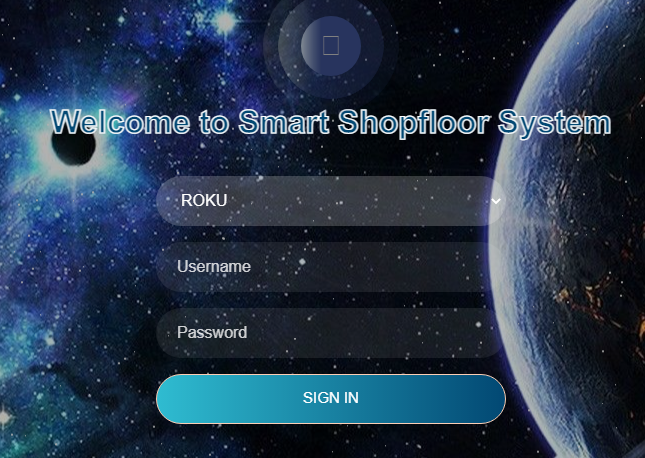 Welcome to Smart Shopfloor System
ROKU
Username
Password
SIGN IN